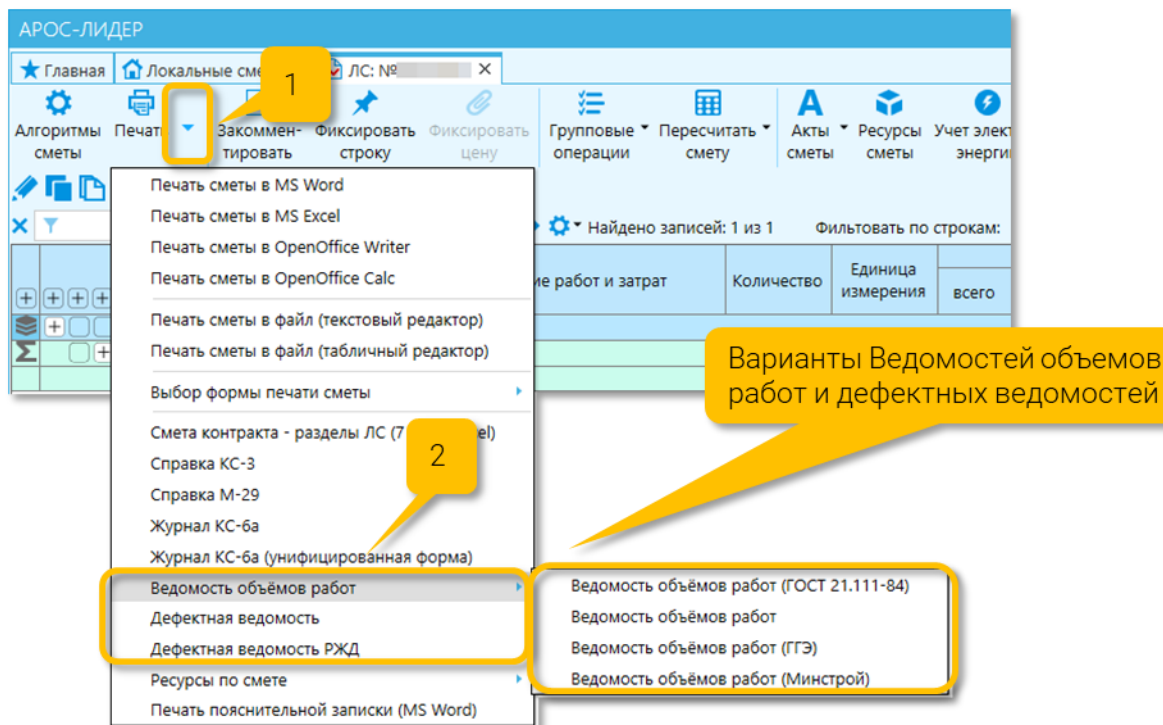 АРОС-ЛИДЕР
Главная Локальные сме ЛС: №
1
Алгоритмы Печать Закоммен- Фиксировать Фиксировать Групповые Пересчитать Акты Ресурсы Учет элект
сметы тировать строку цену операции смету сметы сметы энерги
Печать сметы в MS Word
Печать сметы в MS Excel
Найдено записей: 1 из 1 Фильтовать по строкам:
Печать сметы в OpenOffice Writer
Печать сметы в OpenOffice Calc
ие работ и затрат Количество Единица
измерения всего
Печать сметы в файл (текстовый редактор)
Печать сметы в файл (табличный редактор)
Варианты Ведомостей объемов
работ и дефектных ведомостей
Выбор формы печати сметы
Смета контракта - разделы ЛС (7 el)
2
Справка КС-3
Справка М-29
Журнал КС-6а
Журнал КС-6а (унифицированная форма)
Ведомость объёмов работ
Дефектная ведомость
Дефектная ведомость РЖД
Ресурсы по смете
Печать пояснительной записки (MS Word)
Ведомость объёмов работ (ГОСТ 21.111-84)
Ведомость объёмов работ
Ведомость объёмов работ (ГГЭ)
Ведомость объёмов работ (Минстрой)